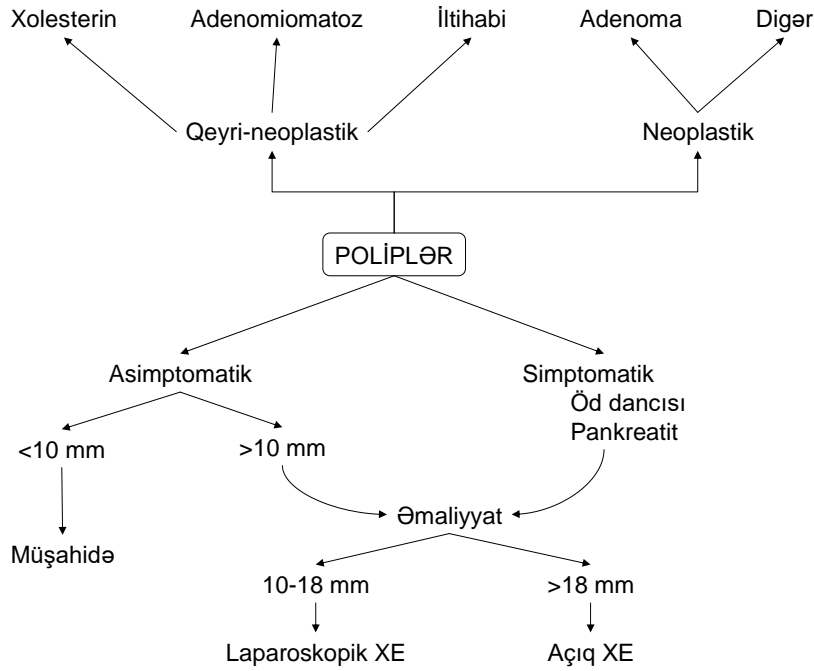 Xolesterin
Adenomiomatoz
İltihabi
Adenoma
Digər
Qeyri-neoplastik
Neoplastik
POLİPLƏR
Asimptomatik
Simptomatik
Öd dancısı
Pankreatit
<10 mm
>10 mm
Əmaliyyat
Müşahidə
10-18 mm
>18 mm
Laparoskopik XE
Açıq XE